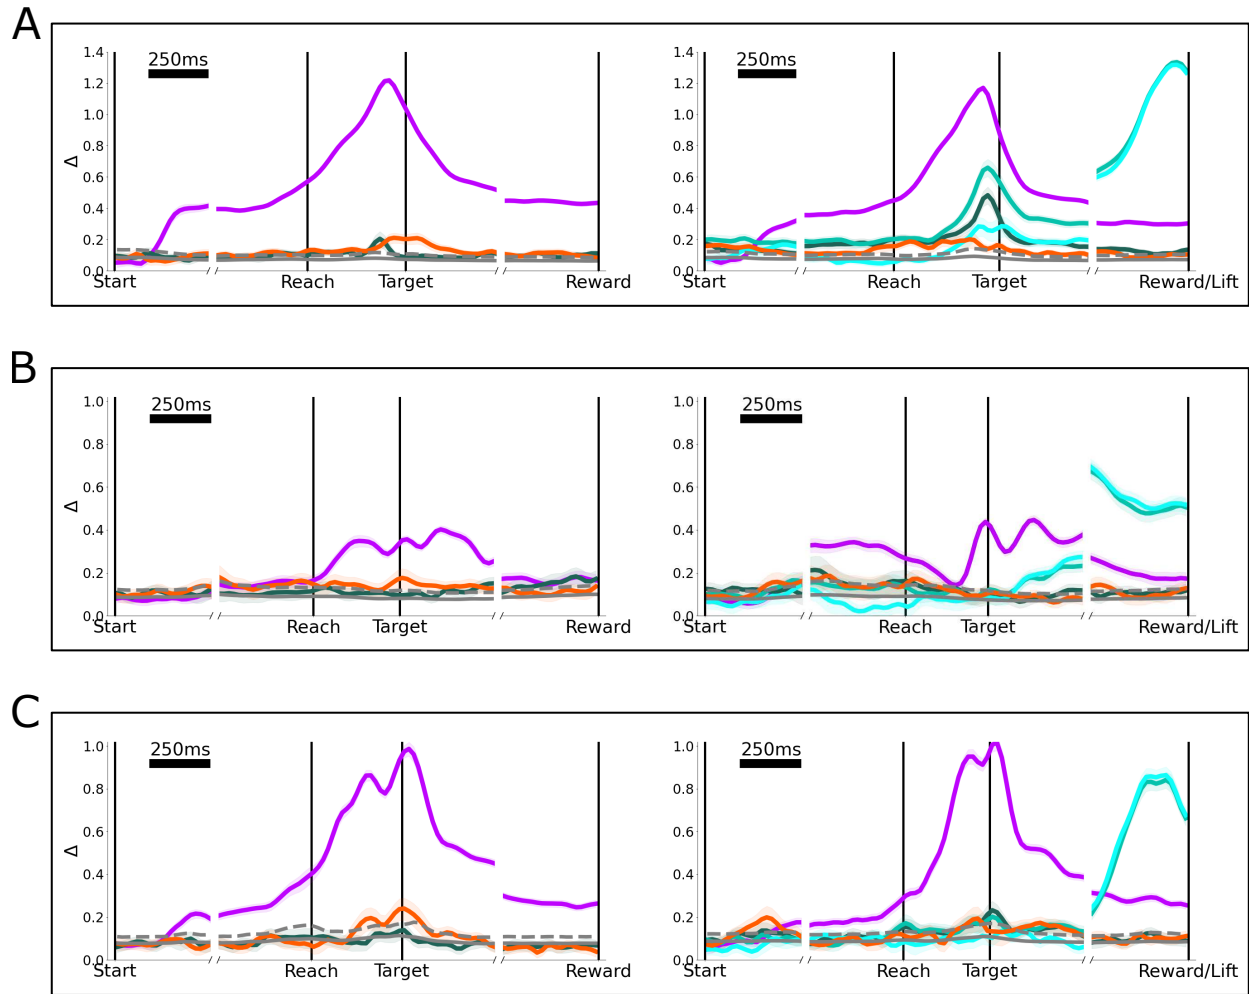 A
250ms
250ms
1.4
1.2
1.0
0.8
0.6
0.4
0.2
0.0
Δ
1.4
1.2
1.0
0.8
0.6
0.4
0.2
0.0
Start
Reach
Target
Reward
Start
Reach
Target
Reward/Lift
B
250ms
250ms
1.0
0.8
0.6
0.4
0.2
0.0
Δ
1.0
0.8
0.6
0.4
0.2
0.0
Start
Reach
Target
Reward
Start
Reach
Target
Reward/Lift
C
250ms
250ms
1.0
0.8
0.6
0.4
0.2
0.0
Δ
1.0
0.8
0.6
0.4
0.2
0.0
Start
Reach
Target
Reward
Start
Reach
Target
Reward/Lift